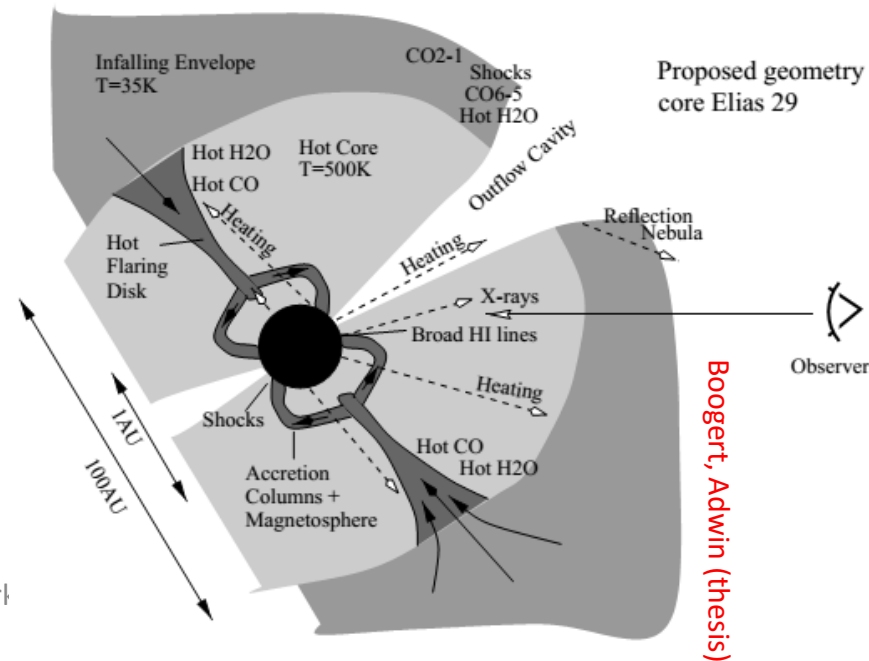 Infalling Envelope
T=35K
CO2-1
Shocks
CO6-5
Hot H2O
Proposed geometry
core Elias 29
Hot H2O
Hot CO
Hot Core
T=500K
Outflow Cavity
Heating
Heating
Reflection
Nebula
Hot
Flaring
Disk
X-rays
Broad HI lines
Observer
Heating
Shocks
1AU
100AU
Hot CO
Hot H2O
Accretion
Columns +
Magnetosphere
Boogert, Adwin (thesis)